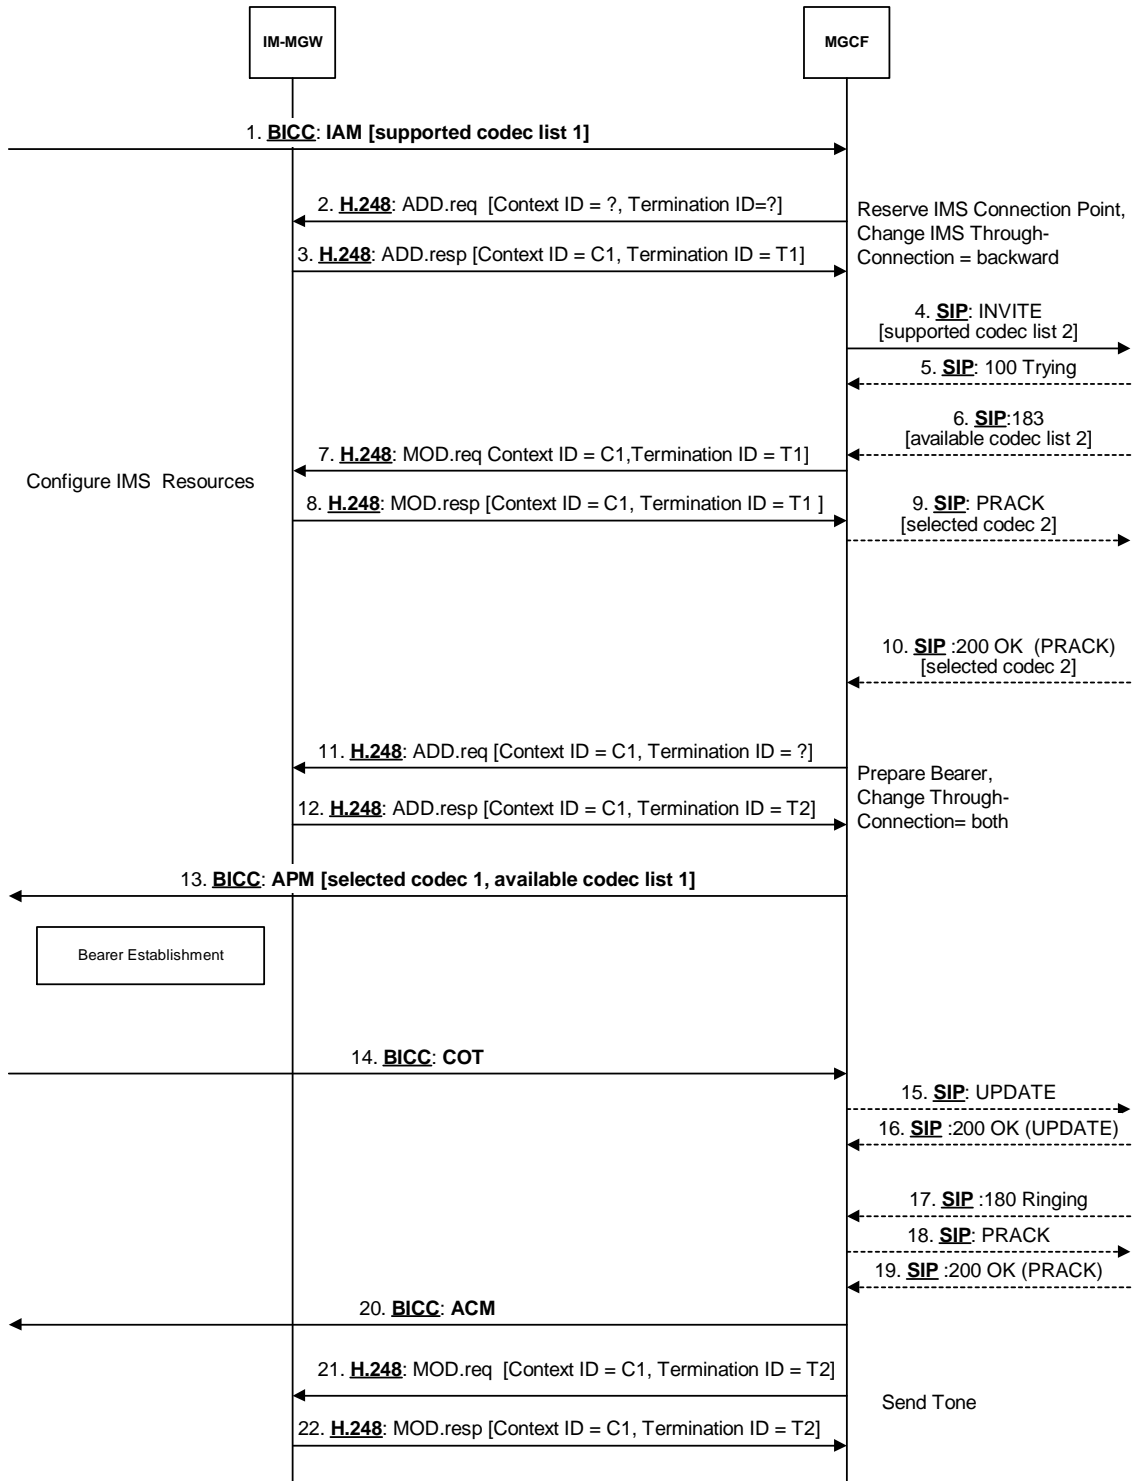 IM-MGW
MGCF
1. BICC: IAM [supported codec list 1]
2. H.248: ADD.req [Context ID = ?, Termination ID=?]
Reserve IMS Connection Point,
Change IMS Through-
Connection = backward
3. H.248: ADD.resp [Context ID = C1, Termination ID = T1]
4. SIP: INVITE
[supported codec list 2]
5. SIP: 100 Trying
6. SIP:183
[available codec list 2]
7. H.248: MOD.req Context ID = C1,Termination ID = T1]
Configure IMS Resources
8. H.248: MOD.resp [Context ID = C1, Termination ID = T1 ]
9. SIP: PRACK
[selected codec 2]
10. SIP :200 OK (PRACK)
[selected codec 2]
11. H.248: ADD.req [Context ID = C1, Termination ID = ?]
Prepare Bearer,
Change Through-
Connection= both
12. H.248: ADD.resp [Context ID = C1, Termination ID = T2]
13. BICC: APM [selected codec 1, available codec list 1]
Bearer Establishment
14. BICC: COT
15. SIP: UPDATE
16. SIP :200 OK (UPDATE)
17. SIP :180 Ringing
18. SIP: PRACK
19. SIP :200 OK (PRACK)
20. BICC: ACM
21. H.248: MOD.req [Context ID = C1, Termination ID = T2]
Send Tone
22. H.248: MOD.resp [Context ID = C1, Termination ID = T2]